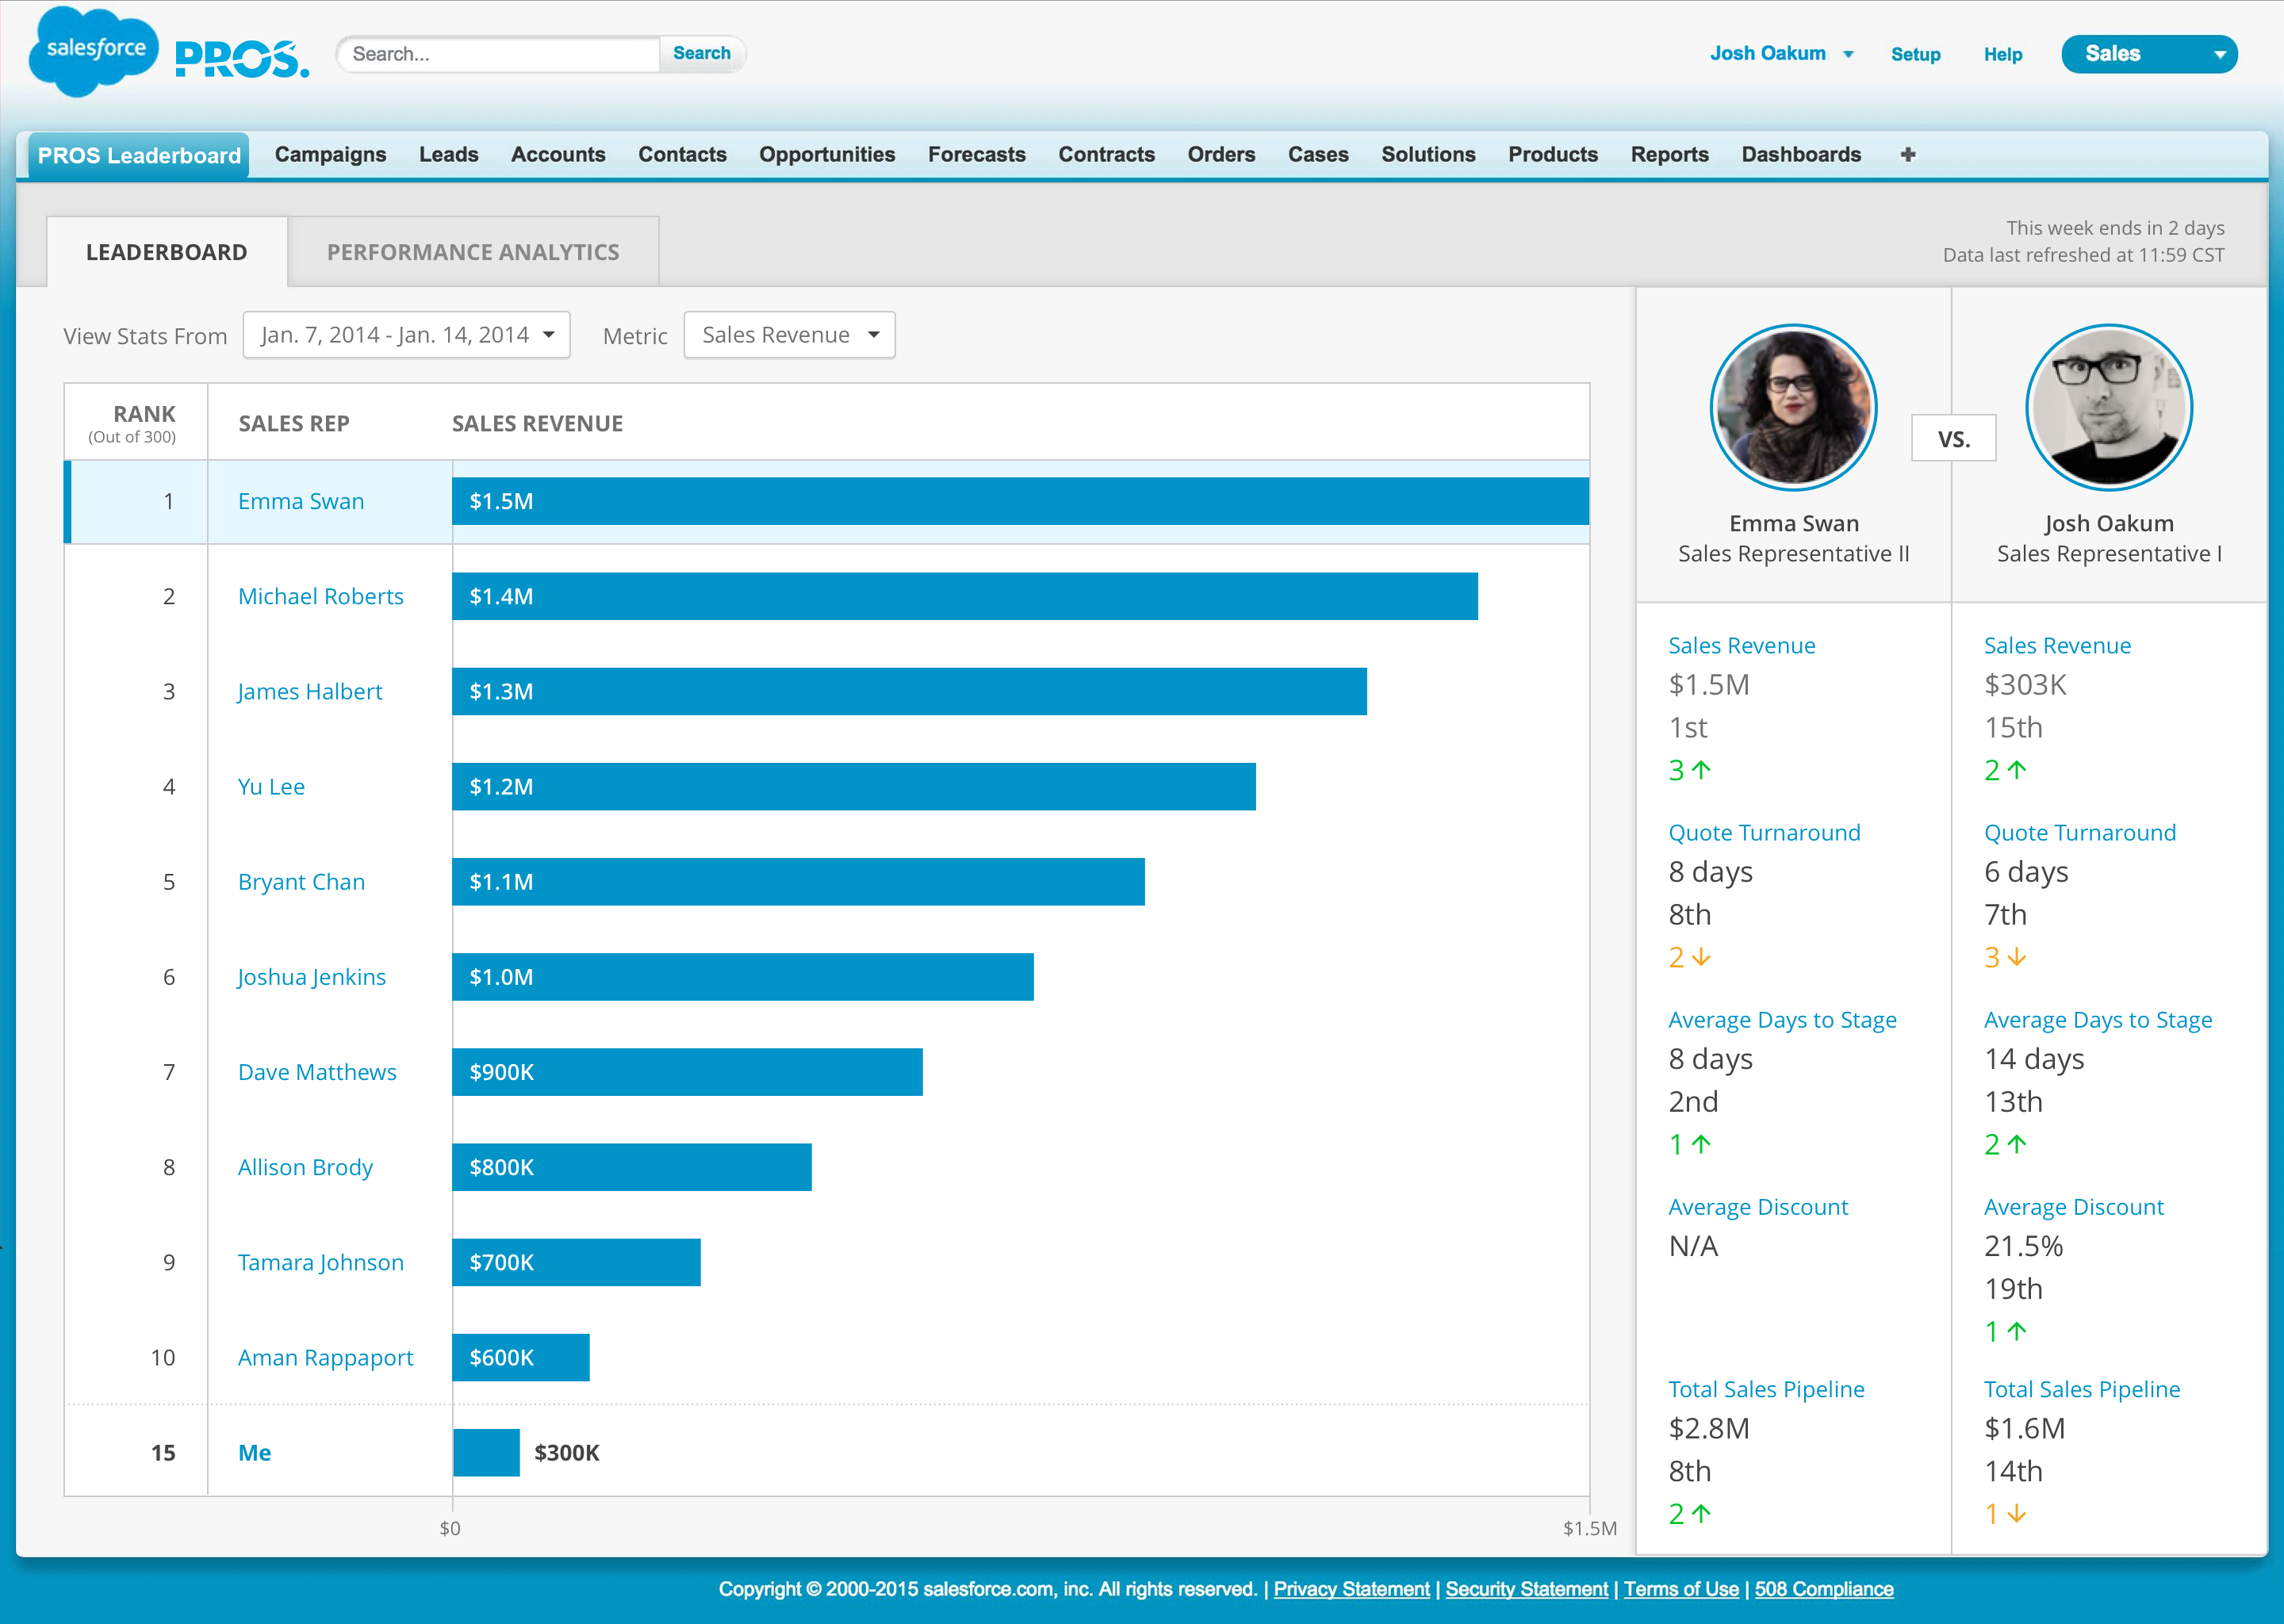 salesforce PROS. Search... Search Josh Oakum Setup Help Sales
PROS Leaderboard Campaigns Leads Accounts Contacts Opportunities Forecasts Contracts Orders Cases Solutions Products Reports Dashboards +
LEADERBOARD PERFORMANCE ANALYTICS
This week ends in 2 days
Data last refreshed at 11:59 CST
View Stats From Jan. 7, 2014 - Jan. 14, 2014 Metric Sales Revenue
RANK
(Out of 300)
SALES REP SALES REVENUE
1 Emma Swan $1.5M
2 Michael Roberts $1.4M
3 James Halbert $1.3M
4 Yu Lee $1.2M
5 Bryant Chan $1.1M
6 Joshua Jenkins $1.0M
7 Dave Matthews $900K
8 Allison Brody $800K
9 Tamara Johnson $700K
10 Aman Rappaport $600K
15 Me $300K
$0 $1.5M
Emma Swan
Sales Representative II
VS.
Josh Oakum
Sales Representative I
Sales Revenue
$1.5M
1st
3 ↑
Quote Turnaround
8 days
8th
2 ↓
Average Days to Stage
8 days
2nd
1 ↑
Average Discount
N/A
Total Sales Pipeline
$2.8M
8th
2 ↑
Sales Revenue
$303K
15th
2 ↑
Quote Turnaround
6 days
7th
3 ↓
Average Days to Stage
14 days
13th
2 ↑
Average Discount
21.5%
19th
1 ↑
Total Sales Pipeline
$1.6M
14th
1 ↓
Copyright © 2000-2015 salesforce.com, inc. All rights reserved. | Privacy Statement | Security Statement | Terms of Use | 508 Compliance